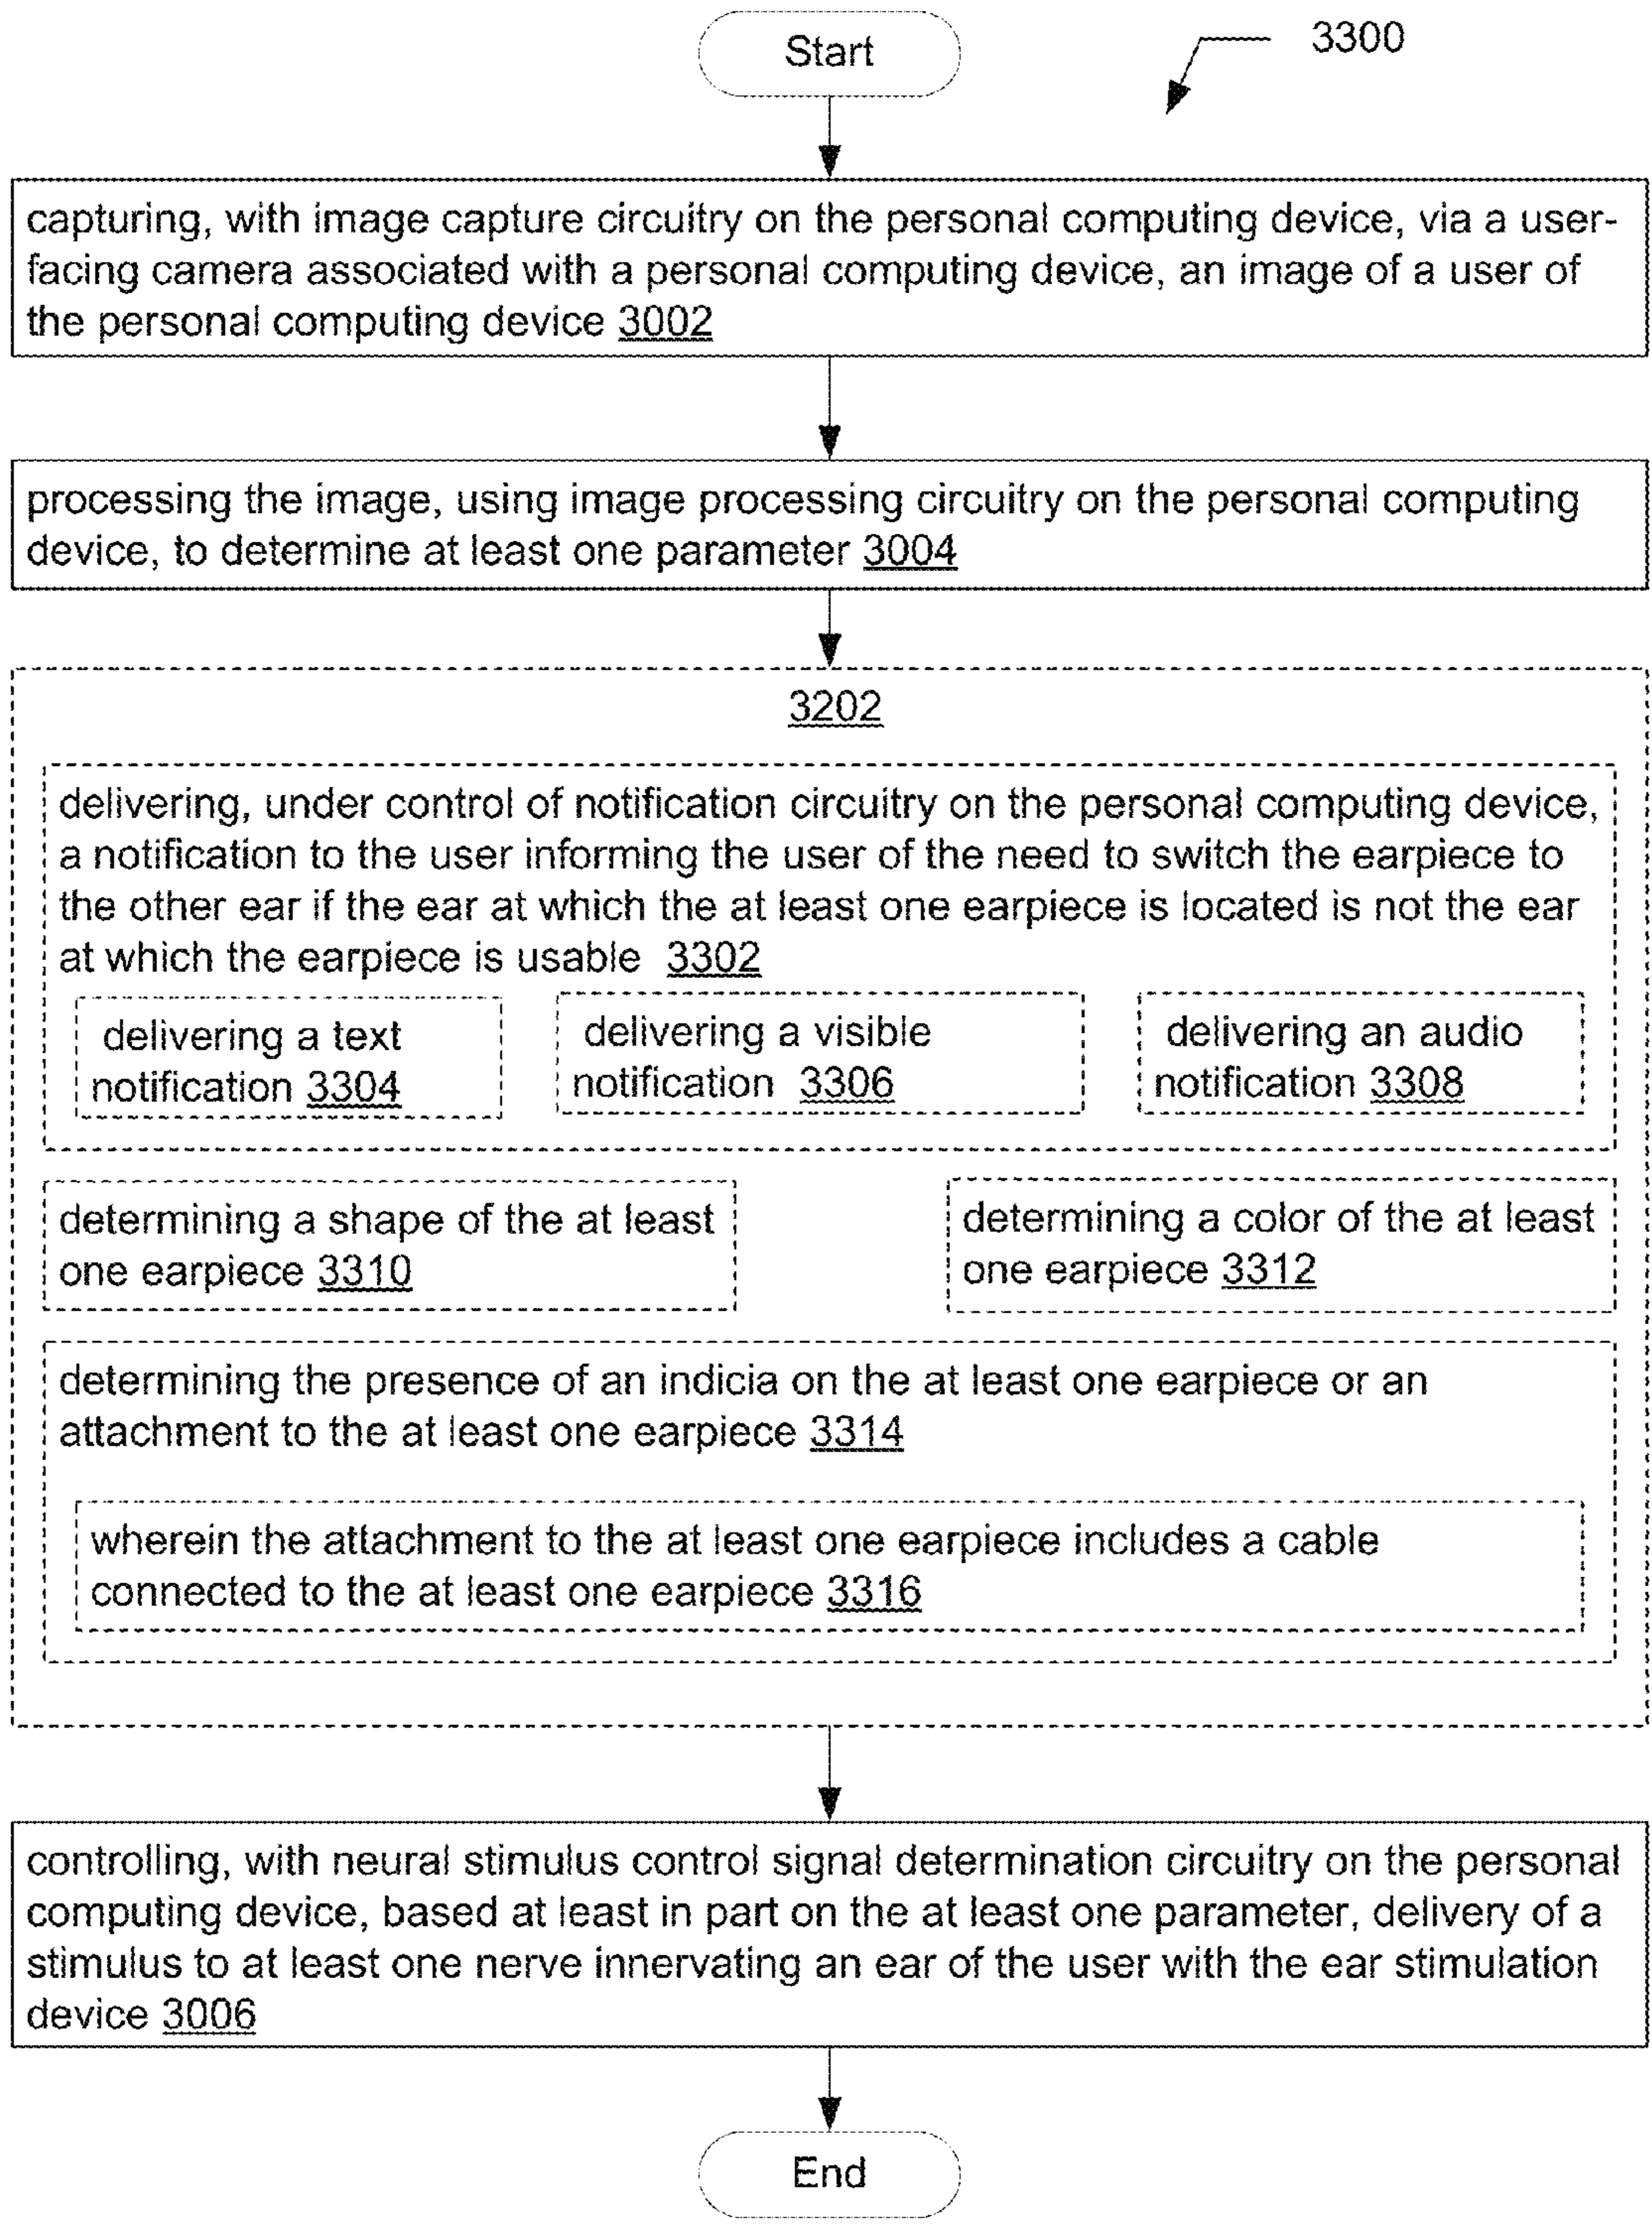 Start
3300
capturing, with image capture circuitry on the personal computing device, via a user-
facing camera associated with a personal computing device, an image of a user of
the personal computing device 3002
processing the image, using image processing circuitry on the personal computing
device, to determine at least one parameter 3004
3202
delivering, under control of notification circuitry on the personal computing device,
a notification to the user informing the user of the need to switch the earpiece to
the other ear if the ear at which the at least one earpiece is located is not the ear
at which the earpiece is usable 3302
delivering a text
notification 3304
delivering a visible
notification 3306
delivering an audio
notification 3308
determining a shape of the at least
one earpiece 3310
determining a color of the at least
one earpiece 3312
determining the presence of an indicia on the at least one earpiece or an
attachment to the at least one earpiece 3314
wherein the attachment to the at least one earpiece includes a cable
connected to the at least one earpiece 3316
controlling, with neural stimulus control signal determination circuitry on the personal
computing device, based at least in part on the at least one parameter, delivery of a
stimulus to at least one nerve innervating an ear of the user with the ear stimulation
device 3006
End